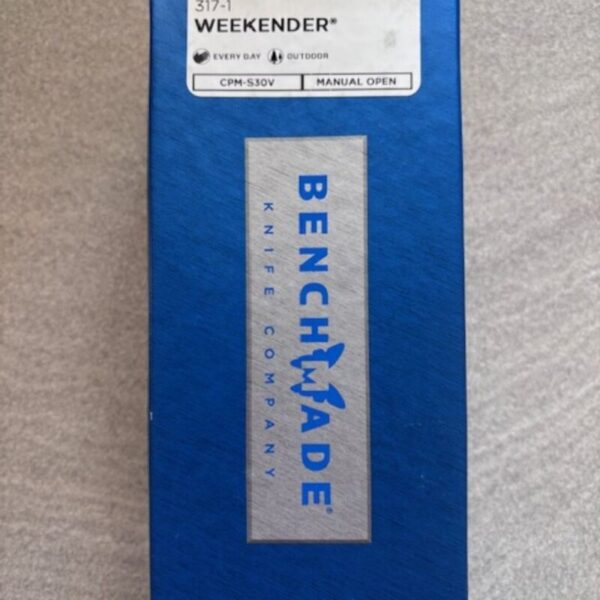 317-1
WEEKENDER®
EVERY DAY OUTDOOR
CPM-S30V MANUAL OPEN
BENCHMADE®
KNIFE COMPANY